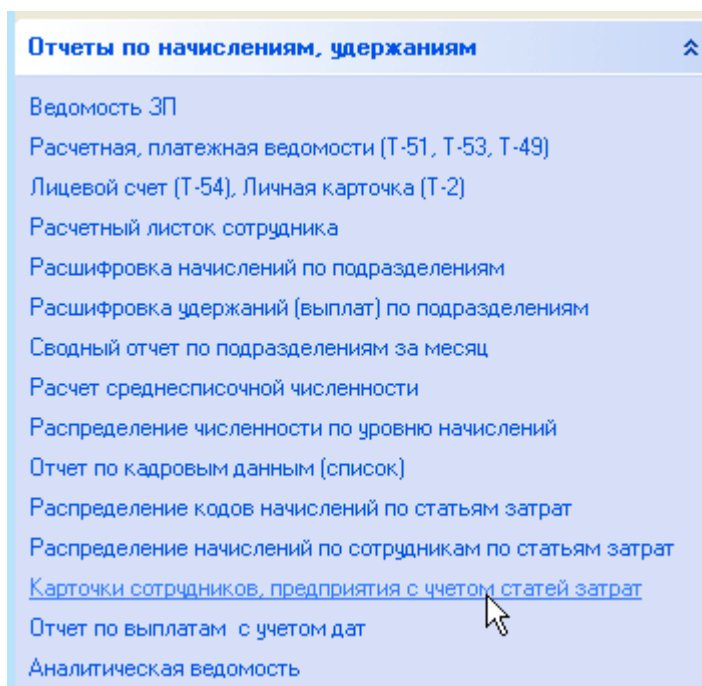 Отчеты по начислениям, удержаниям
Ведомость ЗП
Расчетная, платежная ведомости (Т-51, Т-53, Т-49)
Лицевой счет (Т-54), Личная карточка (Т-2)
Расчетный листок сотрудника
Расшифровка начислений по подразделениям
Расшифровка удержаний (выплат) по подразделениям
Сводный отчет по подразделениям за месяц
Расчет среднесписочной численности
Распределение численности по уровню начислений
Отчет по кадровым данным (список)
Распределение кодов начислений по статьям затрат
Распределение начислений по сотрудникам по статьям затрат
Карточки сотрудников, предприятия с учетом статей затрат
Отчет по выплатам  с учетом дат
Аналитическая ведомость